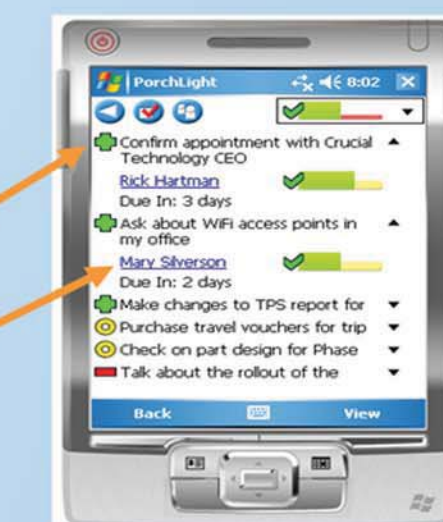 PorchLight 8:02
Confirm appointment with Crucial
Technology CEO
Rick Hartman
Due In: 3 days
Ask about WiFi access points in
my office
Mary Silverson
Due In: 2 days
Make changes to TPS report for
Purchase travel vouchers for trip
Check on part design for Phase
Talk about the rollout of the
Back View